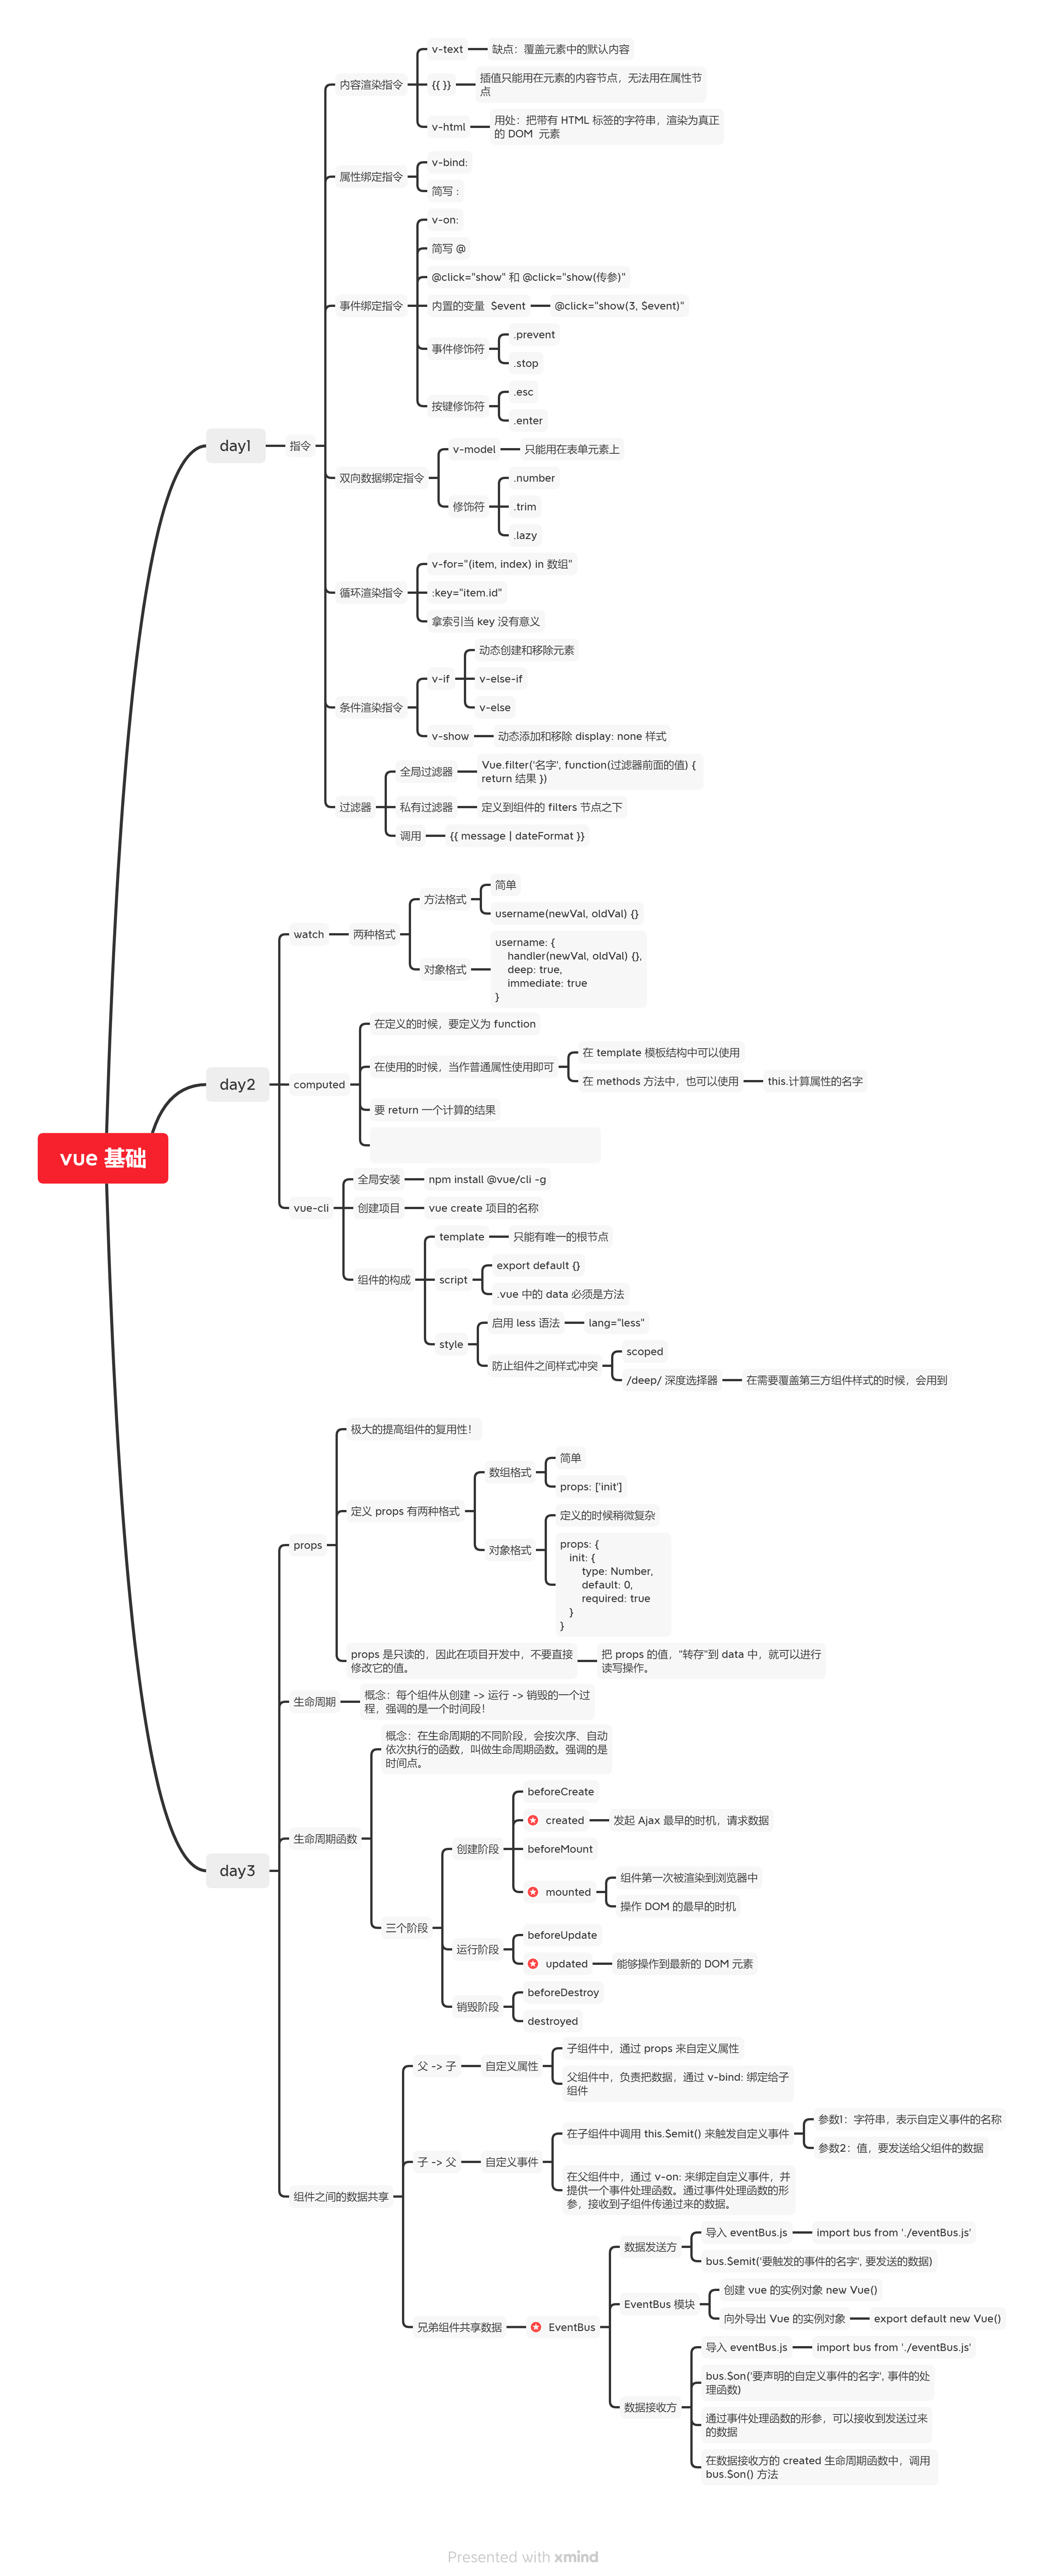 vue 基础
day1
指令
内容渲染指令
v-text
缺点：覆盖元素中的默认内容
{{ }}
插值只能用在元素的内容节点，无法用在属性节
点
v-html
用处：把带有 HTML 标签的字符串，渲染为真正
的 DOM 元素
属性绑定指令
v-bind:
简写 :
事件绑定指令
v-on:
简写 @
@click="show" 和 @click="show(传参)"
内置的变量 $event
@click="show(3, $event)"
事件修饰符
.prevent
.stop
按键修饰符
.esc
.enter
双向数据绑定指令
v-model
只能用在表单元素上
修饰符
.number
.trim
.lazy
循环渲染指令
v-for="(item, index) in 数组"
:key="item.id"
拿索引当 key 没有意义
条件渲染指令
v-if
动态创建和移除元素
v-else-if
v-else
v-show
动态添加和移除 display: none 样式
过滤器
全局过滤器
Vue.filter('名字', function(过滤器前面的值) {
return 结果 })
私有过滤器
定义到组件的 filters 节点之下
调用
{{ message | dateFormat }}
day2
watch
两种格式
方法格式
简单
username(newVal, oldVal) {}
对象格式
username: {
handler(newVal, oldVal) {},
deep: true,
immediate: true
}
computed
在定义的时候，要定义为 function
在使用的时候，当作普通属性使用即可
在 template 模板结构中可以使用
在 methods 方法中，也可以使用
this.计算属性的名字
要 return 一个计算的结果
vue-cli
全局安装
npm install @vue/cli -g
创建项目
vue create 项目的名称
组件的构成
template
只能有唯一的根节点
script
export default {}
.vue 中的 data 必须是方法
style
启用 less 语法
lang="less"
防止组件之间样式冲突
scoped
/deep/ 深度选择器
在需要覆盖第三方组件样式的时候，会用到
day3
props
极大的提高组件的复用性！
定义 props 有两种格式
数组格式
简单
props: ['init']
对象格式
定义的时候稍微复杂
props: {
init: {
type: Number,
default: 0,
required: true
}
}
props 是只读的，因此在项目开发中，不要直接
修改它的值。
把 props 的值，"转存"到 data 中，就可以进行
读写操作。
生命周期
概念：每个组件从创建 -> 运行 -> 销毁的一个过
程，强调的是一个时间段！
生命周期函数
概念：在生命周期的不同阶段，会按次序、自动
依次执行的函数，叫做生命周期函数。强调的是
时间点。
三个阶段
创建阶段
beforeCreate
created
发起 Ajax 最早的时机，请求数据
beforeMount
mounted
组件第一次被渲染到浏览器中
操作 DOM 的最早的时机
运行阶段
beforeUpdate
updated
能够操作到最新的 DOM 元素
销毁阶段
beforeDestroy
destroyed
组件之间的数据共享
父 -> 子
自定义属性
子组件中，通过 props 来自定义属性
父组件中，负责把数据，通过 v-bind: 绑定给子
组件
子 -> 父
自定义事件
在子组件中调用 this.$emit() 来触发自定义事件
参数1：字符串，表示自定义事件的名称
参数2：值，要发送给父组件的数据
在父组件中，通过 v-on: 来绑定自定义事件，并
提供一个事件处理函数。通过事件处理函数的形
参，接收到子组件传递过来的数据。
兄弟组件共享数据
EventBus
数据发送方
导入 eventBus.js
import bus from './eventBus.js'
bus.$emit('要触发的事件的名字', 要发送的数据)
EventBus 模块
创建 vue 的实例对象 new Vue()
向外导出 Vue 的实例对象
export default new Vue()
数据接收方
导入 eventBus.js
import bus from './eventBus.js'
bus.$on('要声明的自定义事件的名字', 事件的处
理函数)
通过事件处理函数的形参，可以接收到发送过来
的数据
在数据接收方的 created 生命周期函数中，调用
bus.$on() 方法
Presented with xmind